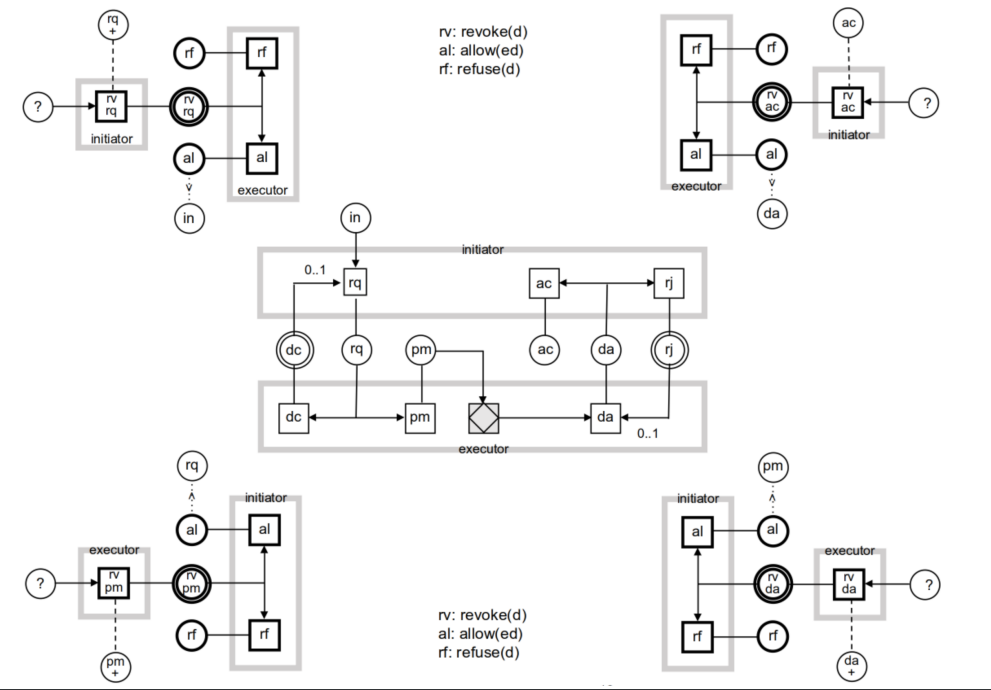 rq
+
rf
rf
?
rv
rq
rv
rq
initiator
al
al
executor
in
rv: revoke(d)
al: allow(ed)
rf: refuse(d)
ac
rf
rf
rv
ac
rv
ac
?
initiator
al
al
executor
da
in
initiator
0..1
rq
ac
rj
dc
rq
pm
ac
da
rj
dc
pm
da
0..1
executor
rq
initiator
al
al
executor
?
rv
pm
rv
pm
rf
rf
pm
+
rv: revoke(d)
al: allow(ed)
rf: refuse(d)
pm
initiator
al
al
executor
rv
da
rv
da
?
rf
rf
da
+